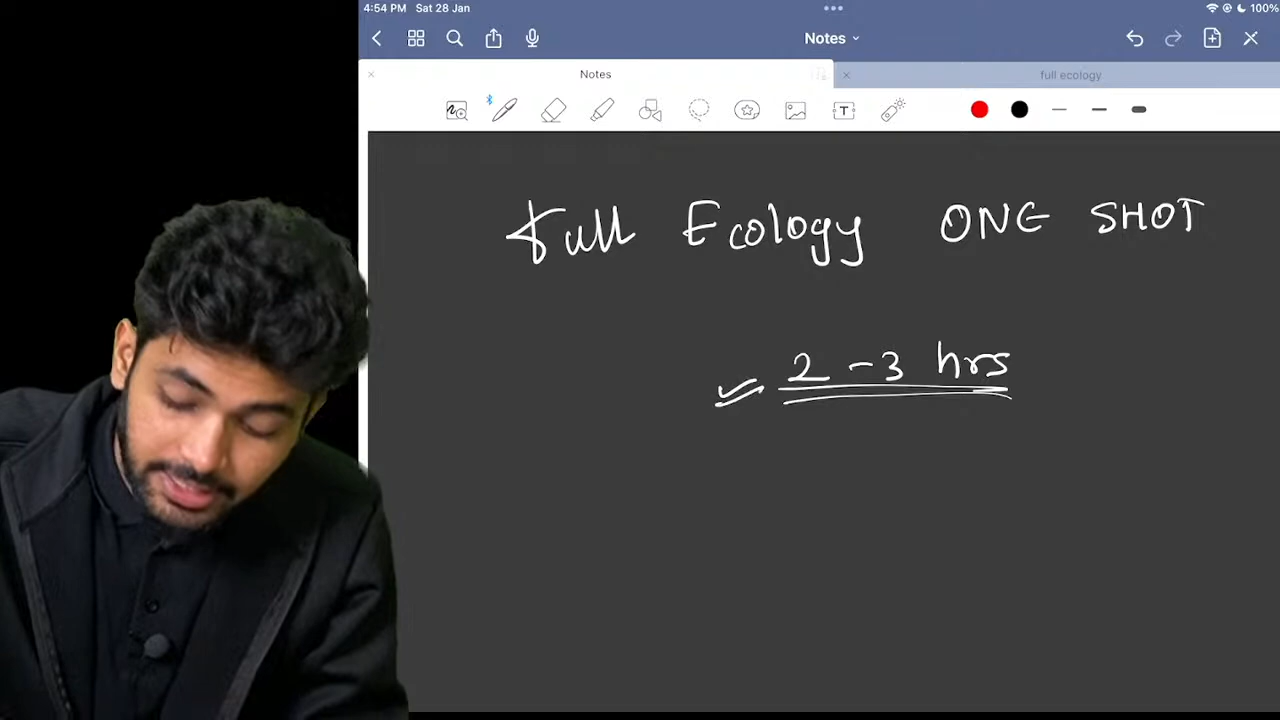 4:54 PM Sat 28 Jan
100%
Notes
Notes
full ecology
T
Full Ecology ONE SHOT
2-3 hrs